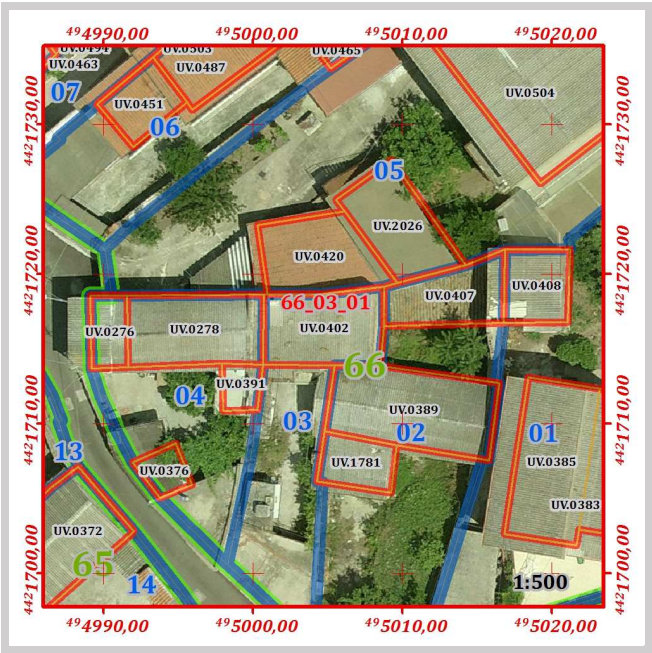 ⁴⁹4990,00 ⁴⁹5000,00 ⁴⁹5010,00 ⁴⁹5020,00
UV.0494 UV.0503 UV.0465
UV.0463 UV.0487
07 UV.0451 UV.0504
06
⁴⁴²1730,00 ⁴⁴²1730,00
05
UV.2026
UV.0420
⁴⁴²1720,00 ⁴⁴²1720,00
UV.0407 UV.0408
66_03_01
UV.0276 UV.0278 UV.0402
66
04 UV.0391
03 UV.0389
02 01
⁴⁴²1710,00 ⁴⁴²1710,00
13 UV.0376 UV.1781 UV.0385
UV.0383
UV.0372
65
14 1:500
⁴⁴²1700,00 ⁴⁴²1700,00
⁴⁹4990,00 ⁴⁹5000,00 ⁴⁹5010,00 ⁴⁹5020,00